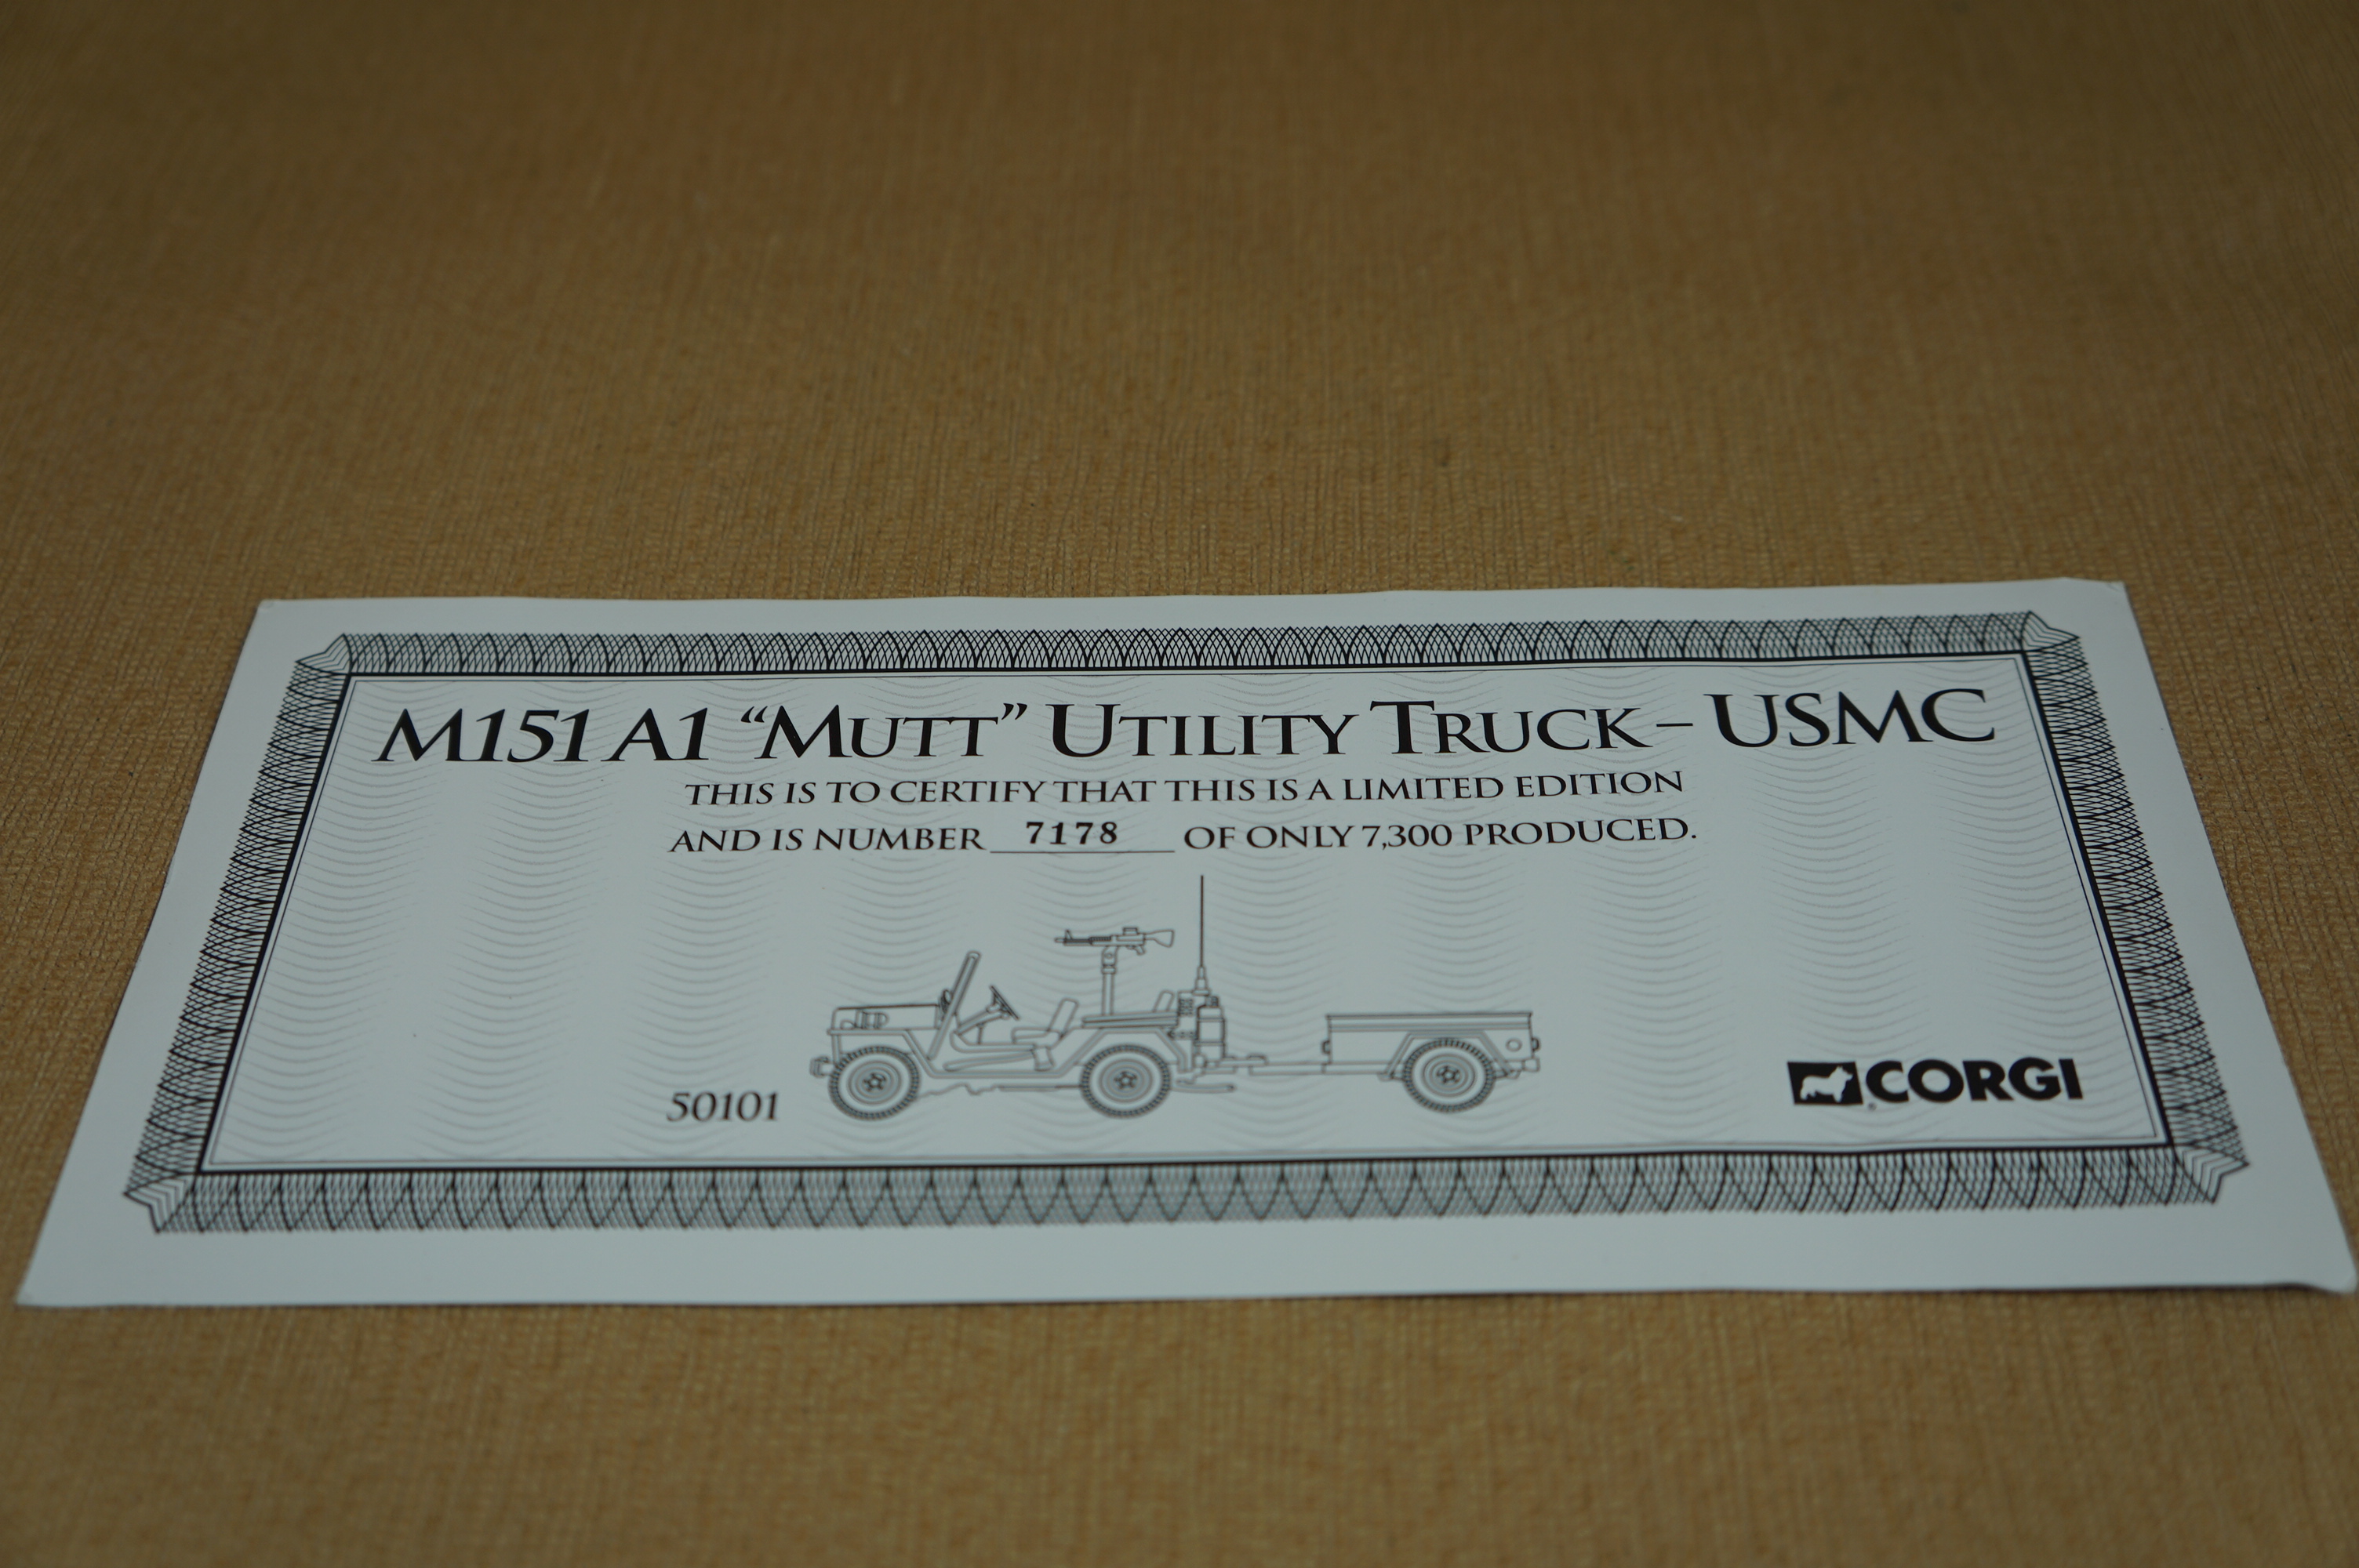 M151 A1 “MUTT” UTILITY TRUCK – USMC
THIS IS TO CERTIFY THAT THIS IS A LIMITED EDITION
AND IS NUMBER 7178 OF ONLY 7,300 PRODUCED.
50101
CORGI